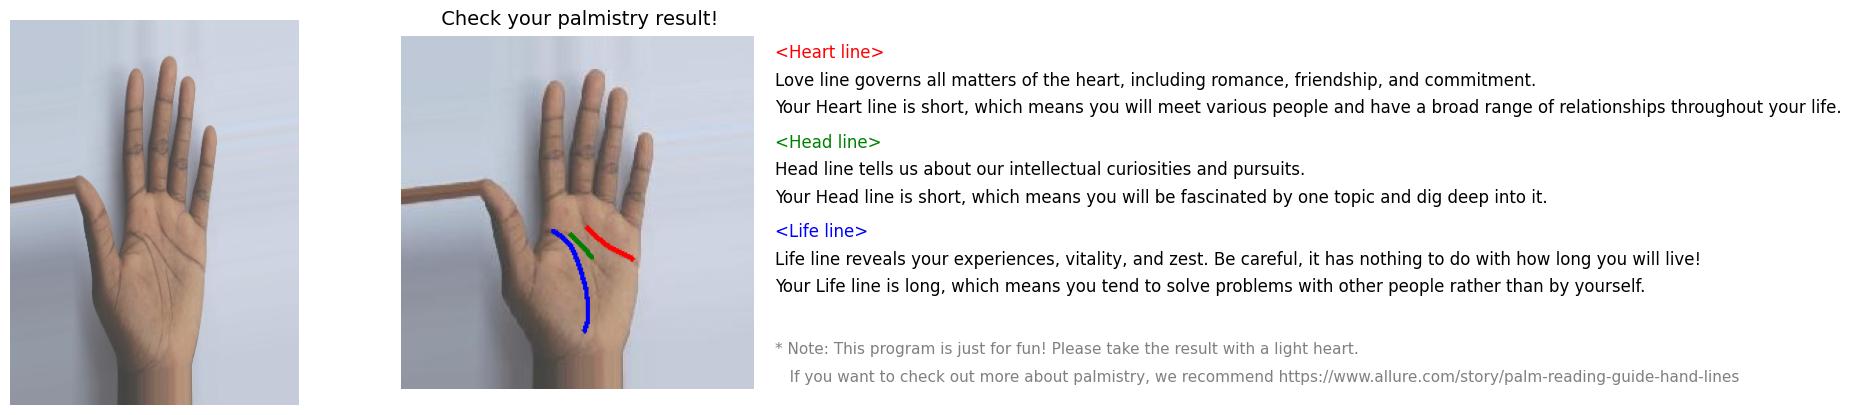 Check your palmistry result!
<Heart line>
Love line governs all matters of the heart, including romance, friendship, and commitment.
Your Heart line is short, which means you will meet various people and have a broad range of relationships throughout your life.
<Head line>
Head line tells us about our intellectual curiosities and pursuits.
Your Head line is short, which means you will be fascinated by one topic and dig deep into it.
<Life line>
Life line reveals your experiences, vitality, and zest. Be careful, it has nothing to do with how long you will live!
Your Life line is long, which means you tend to solve problems with other people rather than by yourself.
* Note: This program is just for fun! Please take the result with a light heart.
If you want to check out more about palmistry, we recommend https://www.allure.com/story/palm-reading-guide-hand-lines